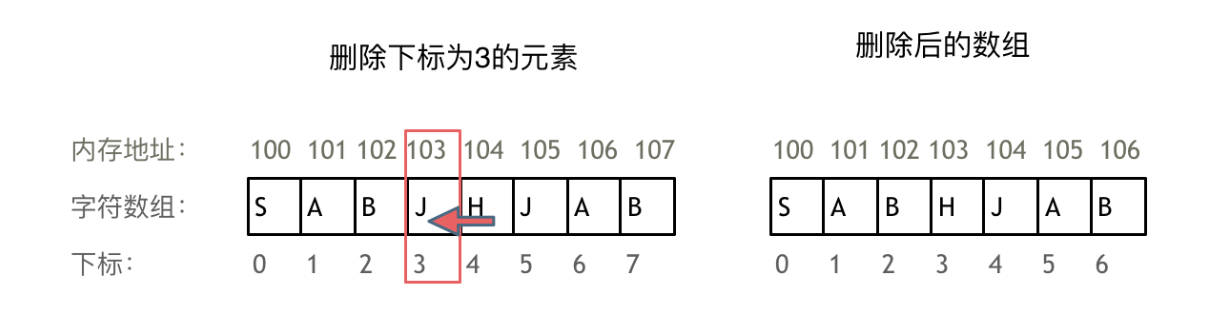 删除下标为3的元素
删除后的数组
内存地址： 100 101 102 103 104 105 106 107 100 101 102 103 104 105 106
字符数组： S A B J H J A B S A B H J A B
下标： 0 1 2 3 4 5 6 7 0 1 2 3 4 5 6